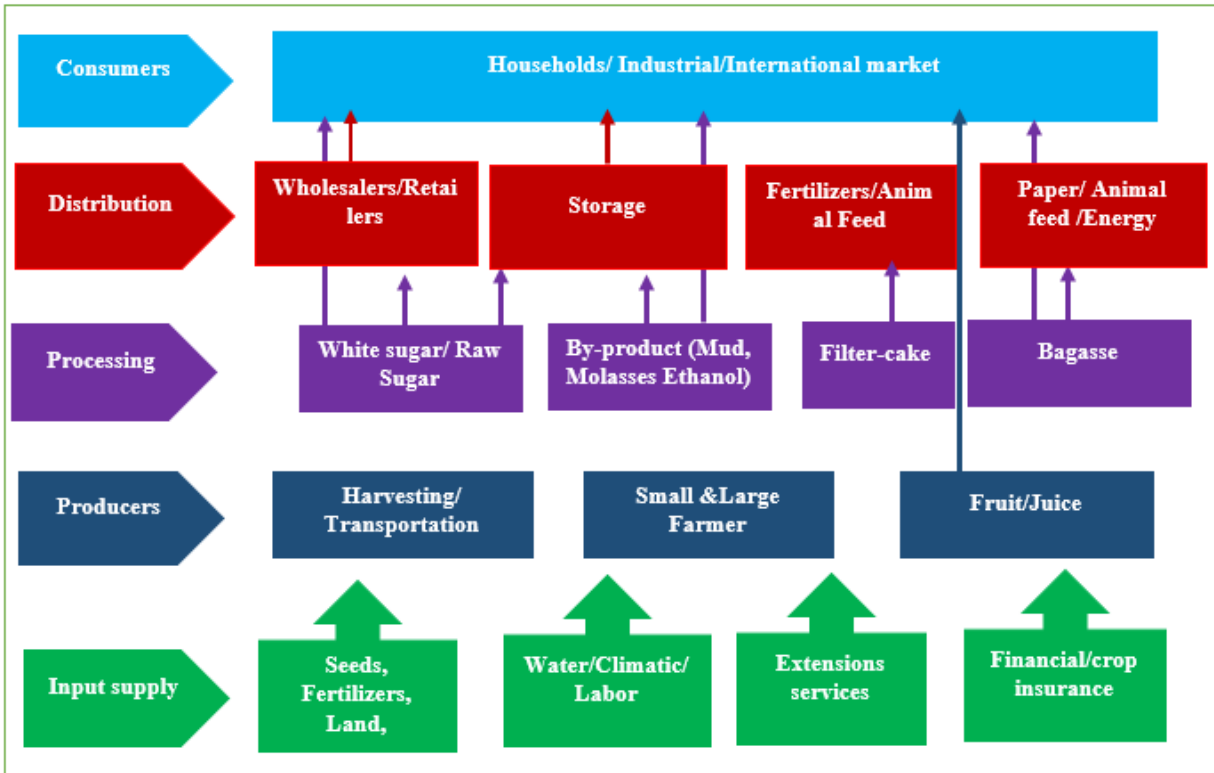 Consumers
Households/ Industrial/International market
Distribution
Wholesalers/Retai
lers
Storage
Fertilizers/Anim
al Feed
Paper/ Animal
feed /Energy
Processing
White sugar/ Raw
Sugar
By-product (Mud,
Molasses Ethanol)
Filter-cake
Bagasse
Producers
Harvesting/
Transportation
Small &Large
Farmer
Fruit/Juice
Input supply
Seeds,
Fertilizers,
Land,
Water/Climatic/
Labor
Extensions
services
Financial/crop
insurance